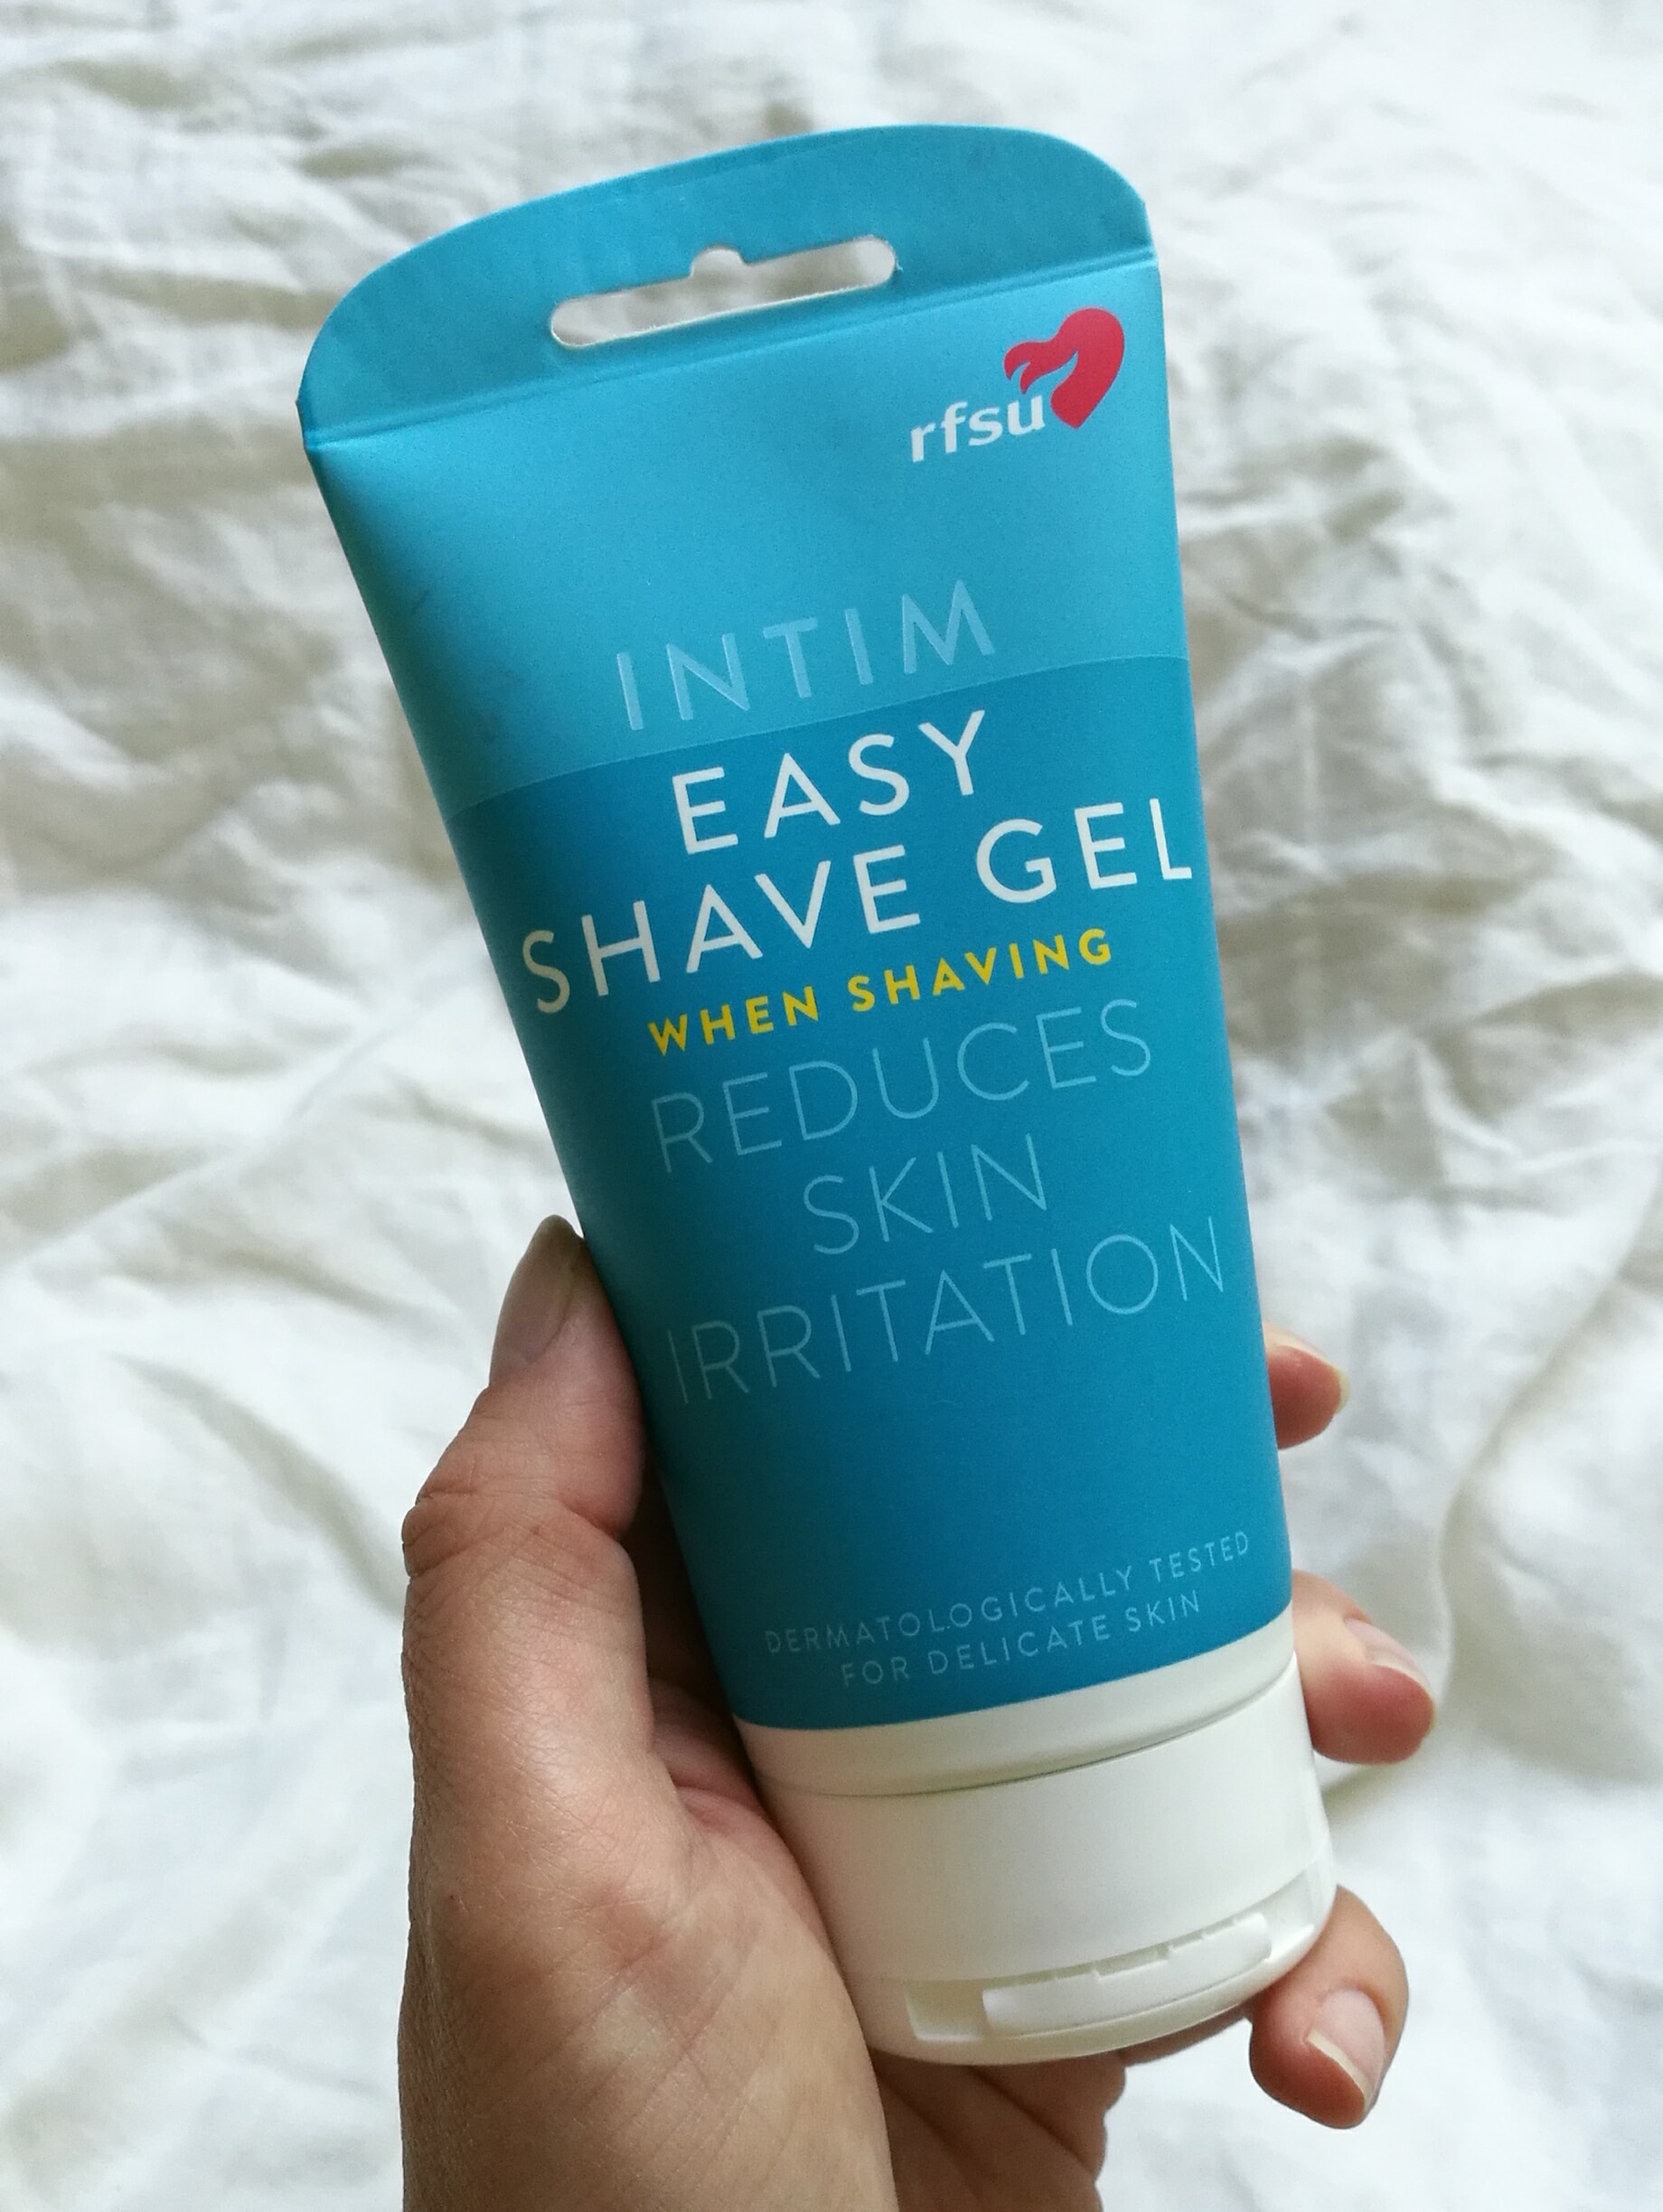 rfsu
INTIM
EASY
SHAVE GEL
WHEN SHAVING
REDUCES
SKIN
IRRITATION
DERMATOLOGICALLY TESTED
FOR DELICATE SKIN